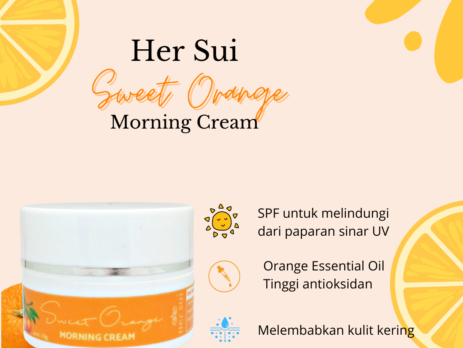 Her Sui
Sweet Orange
Morning Cream
SPF untuk melindungi
dari paparan sinar UV
Orange Essential Oil
Tinggi antioksidan
Melembabkan kulit kering
Sweet Orange
MORNING CREAM